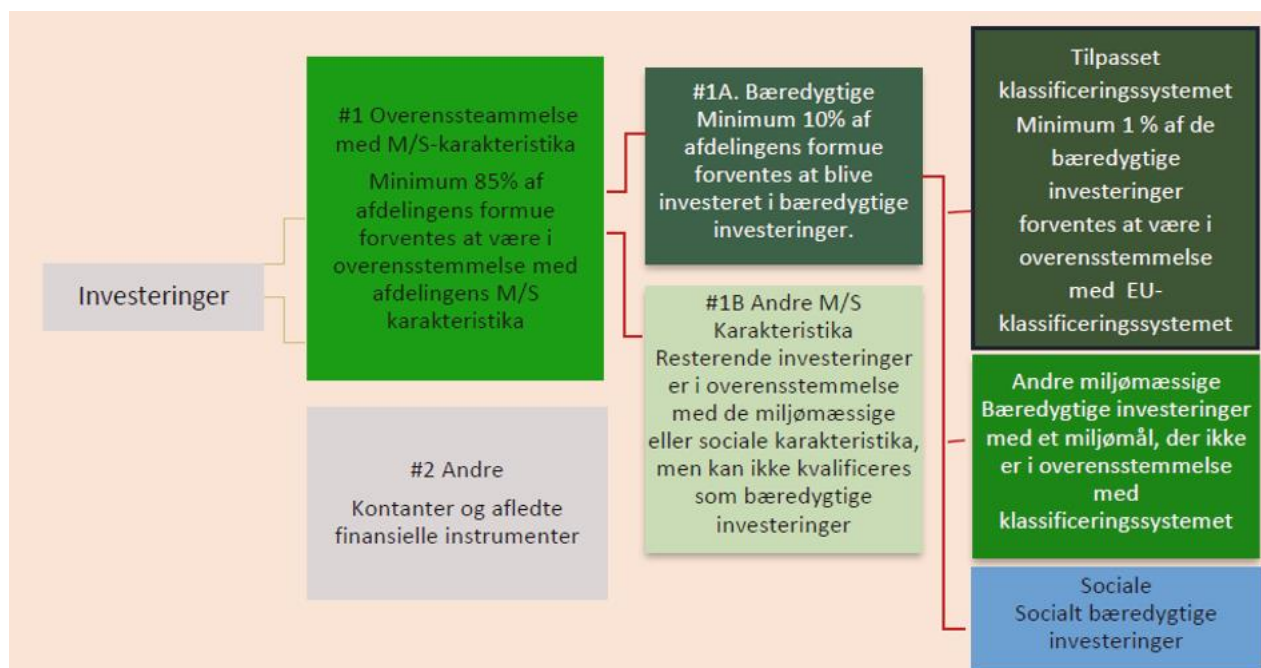 Investeringer
#1 Overenssteammelse
med M/S-karakteristika
Minimum 85% af
afdelingens formue
forventes at være i
overensstemmelse med
afdelingens M/S
karakteristika
#2 Andre
Kontanter og afledte
finansielle instrumenter
#1A. Bæredygtige
Minimum 10% af
afdelingens formue
forventes at blive
investeret i bæredygtige
investeringer.
#1B Andre M/S
Karakteristika
Resterende investeringer
er i overensstemmelse
med de miljømæssige
eller sociale karakteristika,
men kan ikke kvalificeres
som bæredygtige
investeringer
Tilpasset
klassificeringssystemet
Minimum 1 % af de
bæredygtige
investeringer
forventes at være i
overensstemmelse
med EU-
klassificeringssystemet
Andre miljømæssige
Bæredygtige investeringer
med et miljømål, der ikke
er i overensstemmelse
med
klassificeringssystemet
Sociale
Socialt bæredygtige
investeringer